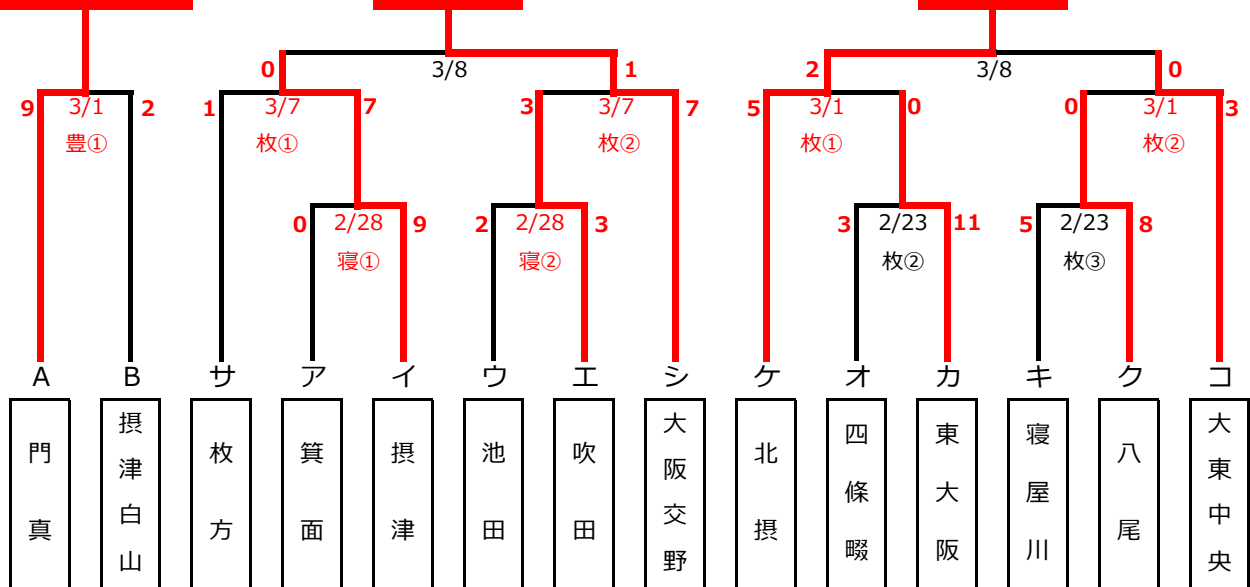 3/8 3/8
0 1 2 0
9 3/1 2 1 3/7 7 3 3/7 7 5 3/1 0 0 3/1 3
豊① 枚① 枚② 枚① 枚②
0 2/28 9 2 2/28 3 3 2/23 11 5 2/23 8
寝① 寝② 枚② 枚③
A B サ ア イ ウ エ シ ケ オ カ キ ク コ
門真
摂津白山
枚方
箕面
摂津
池田
吹田
大阪交野
北摂
四條畷
東大阪
寝屋川
八尾
大東中央